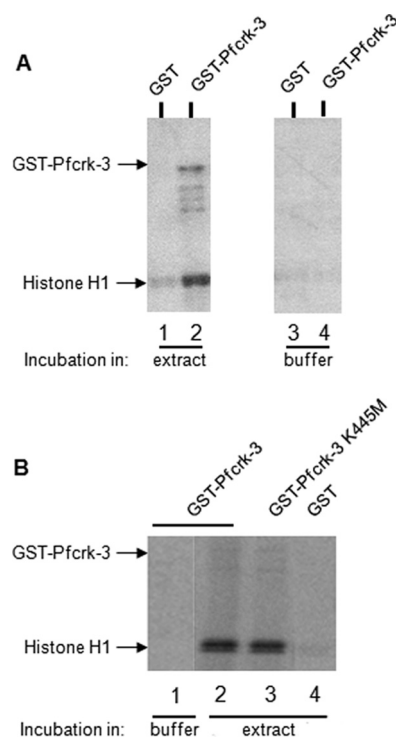 A
GST
GST-Pfcrk-3
GST
GST-Pfcrk-3
GST-Pfcrk-3
Histone H1
1 2 3 4
Incubation in: extract buffer
B
GST-Pfcrk-3
GST-Pfcrk-3 K445M
GST
GST-Pfcrk-3
Histone H1
1 2 3 4
Incubation in: buffer extract